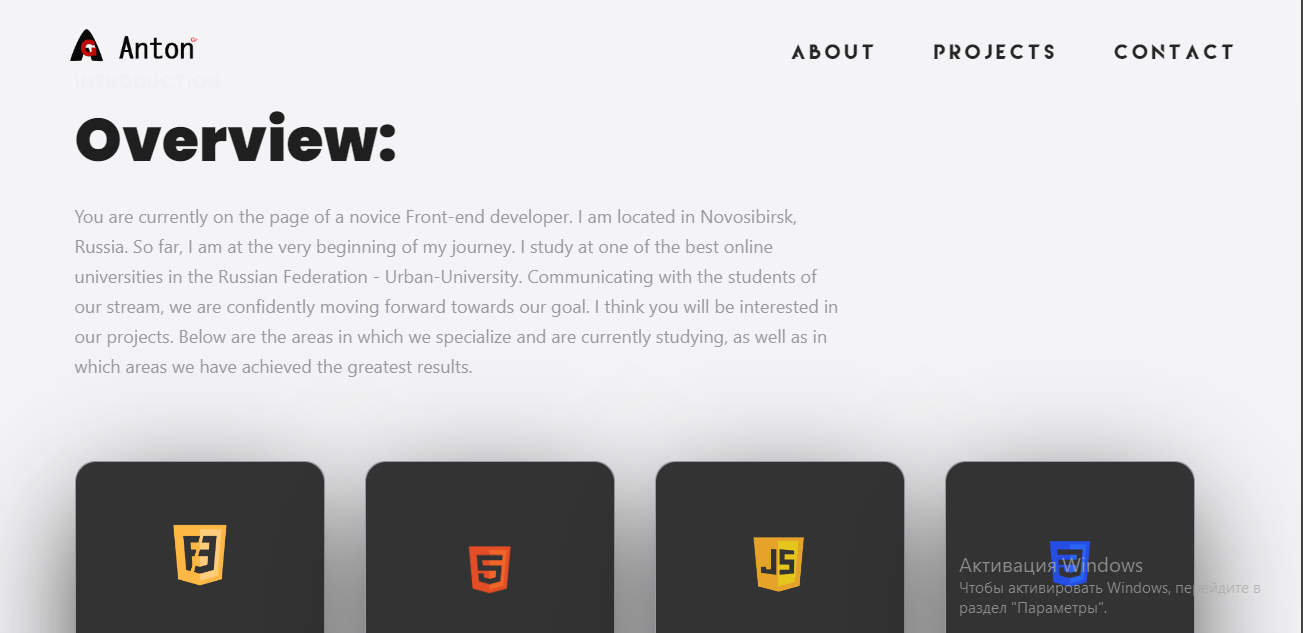 Anton
ABOUT PROJECTS CONTACT
INTRODUCTION
Overview:
You are currently on the page of a novice Front-end developer. I am located in Novosibirsk,
Russia. So far, I am at the very beginning of my journey. I study at one of the best online
universities in the Russian Federation - Urban-University. Communicating with the students of
our stream, we are confidently moving forward towards our goal. I think you will be interested in
our projects. Below are the areas in which we specialize and are currently studying, as well as in
which areas we have achieved the greatest results.
5
JS
3
Активация Windows
Чтобы активировать Windows, перейдите в
раздел "Параметры".